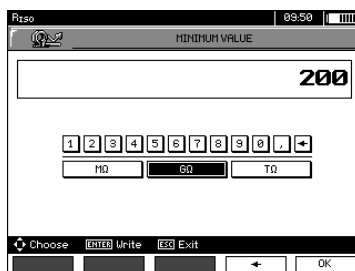 RISO 09:50
MINIMUM VALUE
200
1 2 3 4 5 6 7 8 9 0 , ←
MΩ GΩ TΩ
Choose ENTER Write ESC Exit
← OK